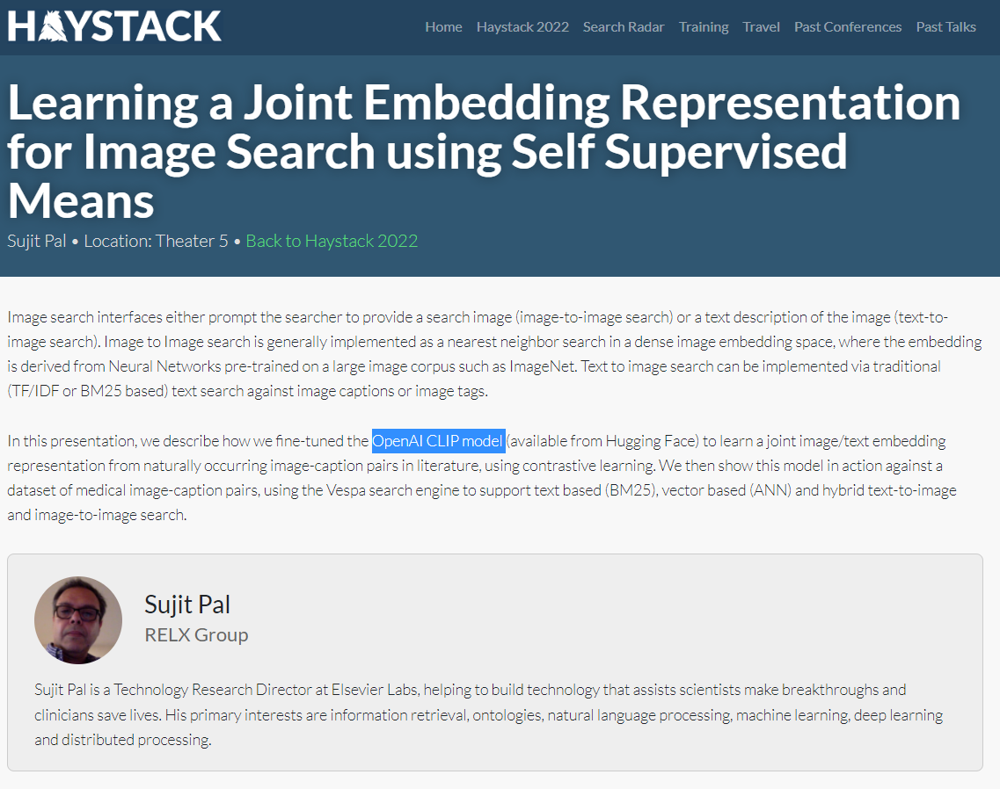 HAYSTACK
Home Haystack 2022 Search Radar Training Travel Past Conferences Past Talks
Learning a Joint Embedding Representation
for Image Search using Self Supervised
Means
Sujit Pal • Location: Theater 5 • Back to Haystack 2022
Image search interfaces either prompt the searcher to provide a search image (image-to-image search) or a text description of the image (text-to-
image search). Image to Image search is generally implemented as a nearest neighbor search in a dense image embedding space, where the embedding
is derived from Neural Networks pre-trained on a large image corpus such as ImageNet. Text to image search can be implemented via traditional
(TF/IDF or BM25 based) text search against image captions or image tags.
In this presentation, we describe how we fine-tuned the OpenAI CLIP model (available from Hugging Face) to learn a joint image/text embedding
representation from naturally occurring image-caption pairs in literature, using contrastive learning. We then show this model in action against a
dataset of medical image-caption pairs, using the Vespa search engine to support text based (BM25), vector based (ANN) and hybrid text-to-image
and image-to-image search.
Sujit Pal
RELX Group
Sujit Pal is a Technology Research Director at Elsevier Labs, helping to build technology that assists scientists make breakthroughs and
clinicians save lives. His primary interests are information retrieval, ontologies, natural language processing, machine learning, deep learning
and distributed processing.